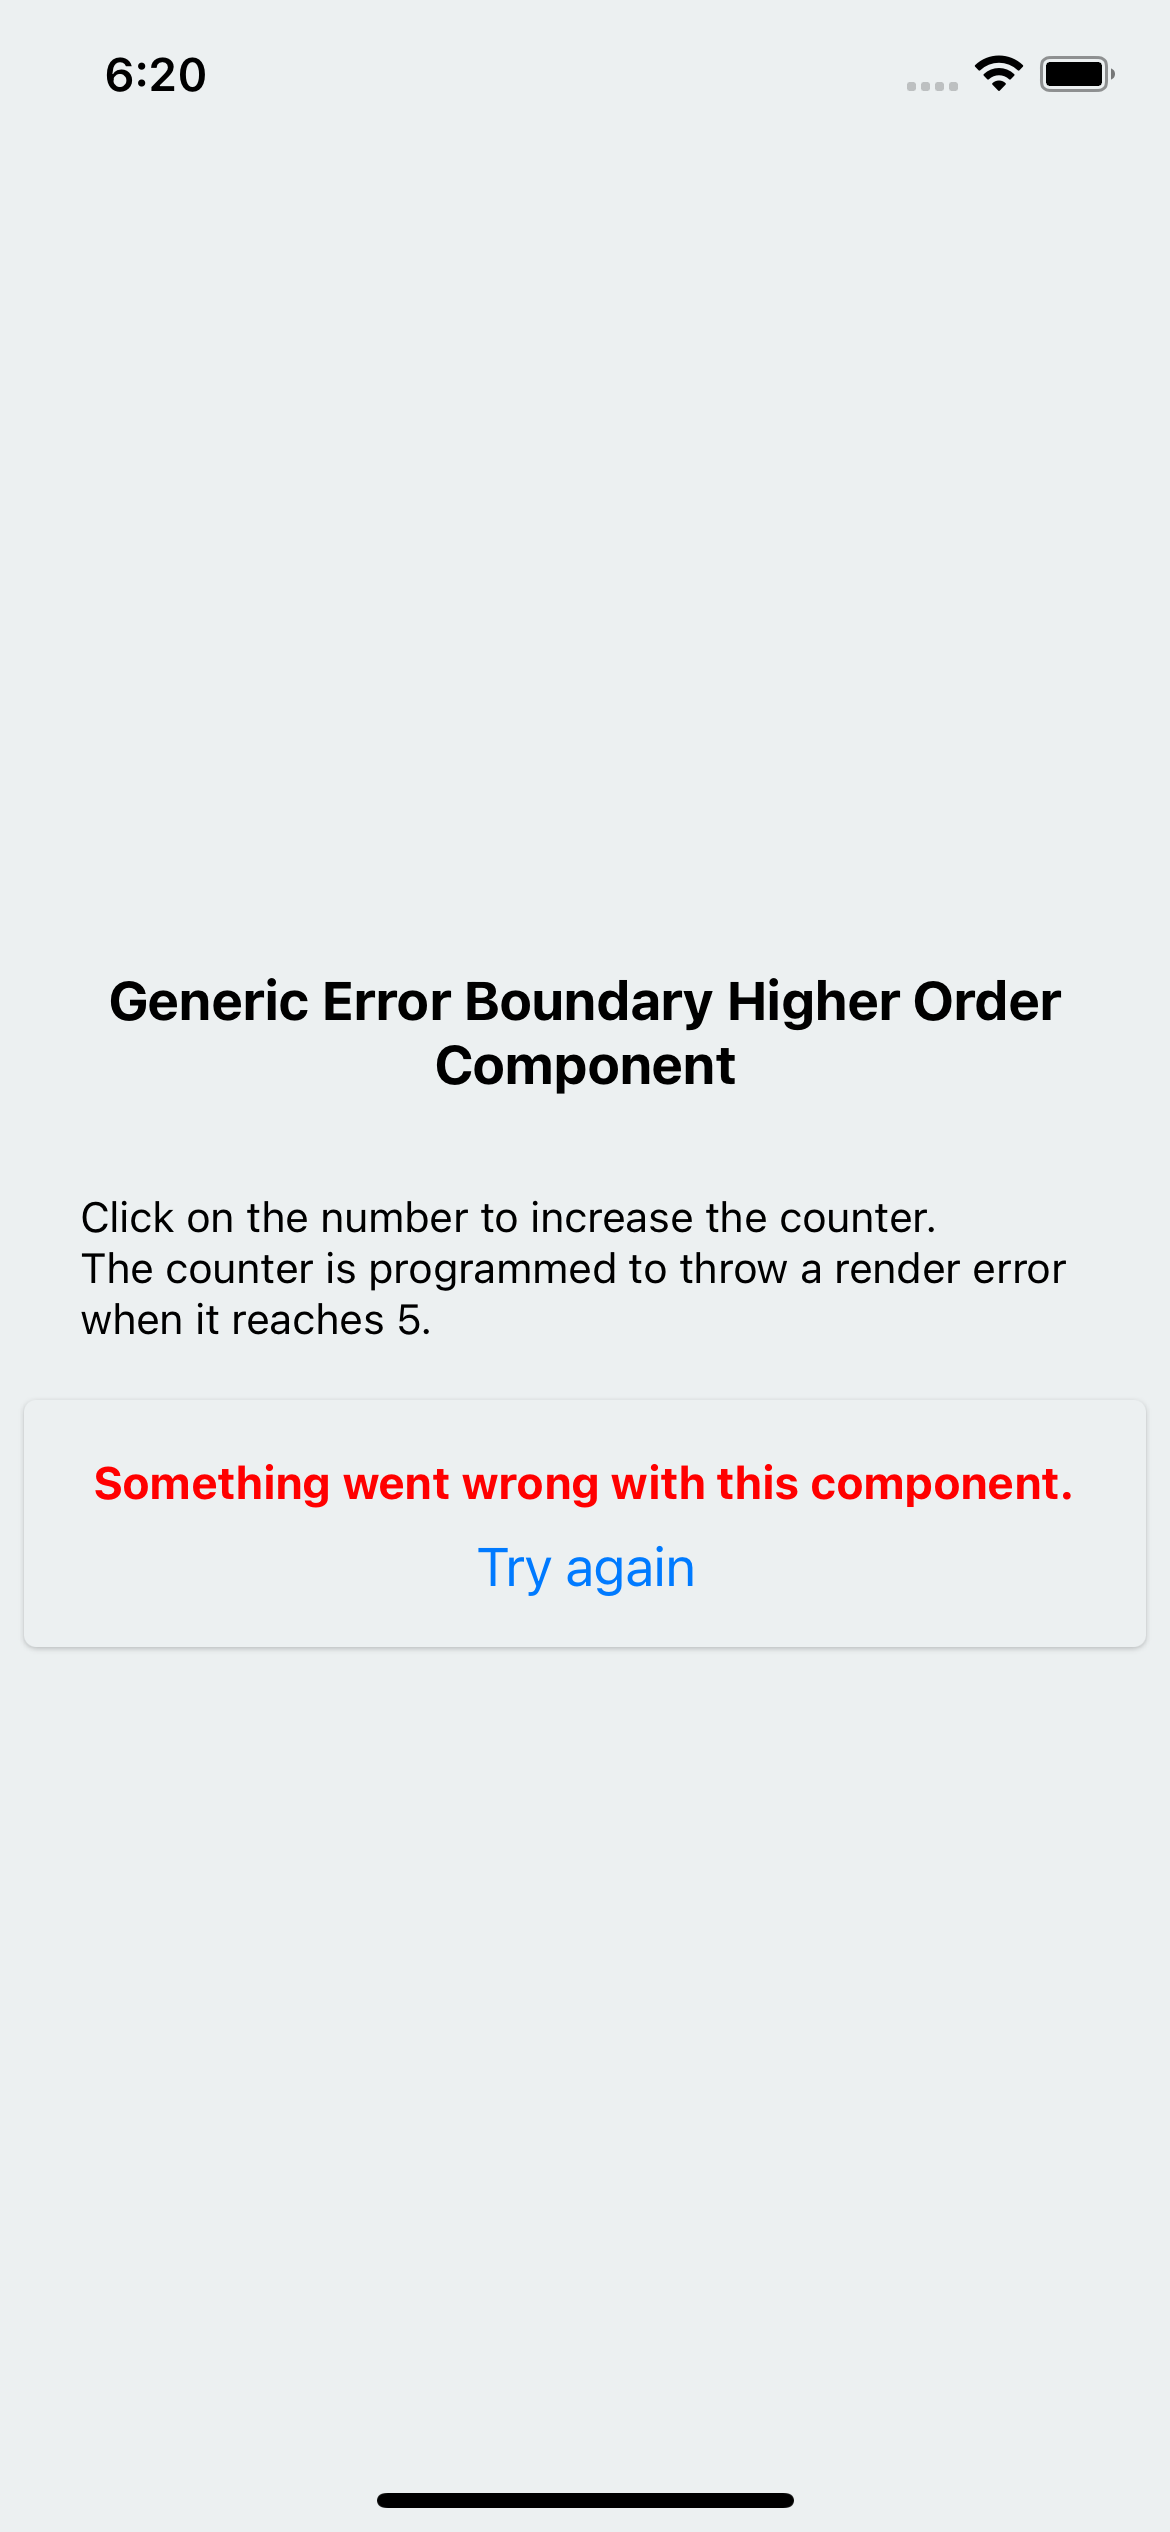 6:20
Generic Error Boundary Higher Order
Component
Click on the number to increase the counter.
The counter is programmed to throw a render error
when it reaches 5.
Something went wrong with this component.
Try again